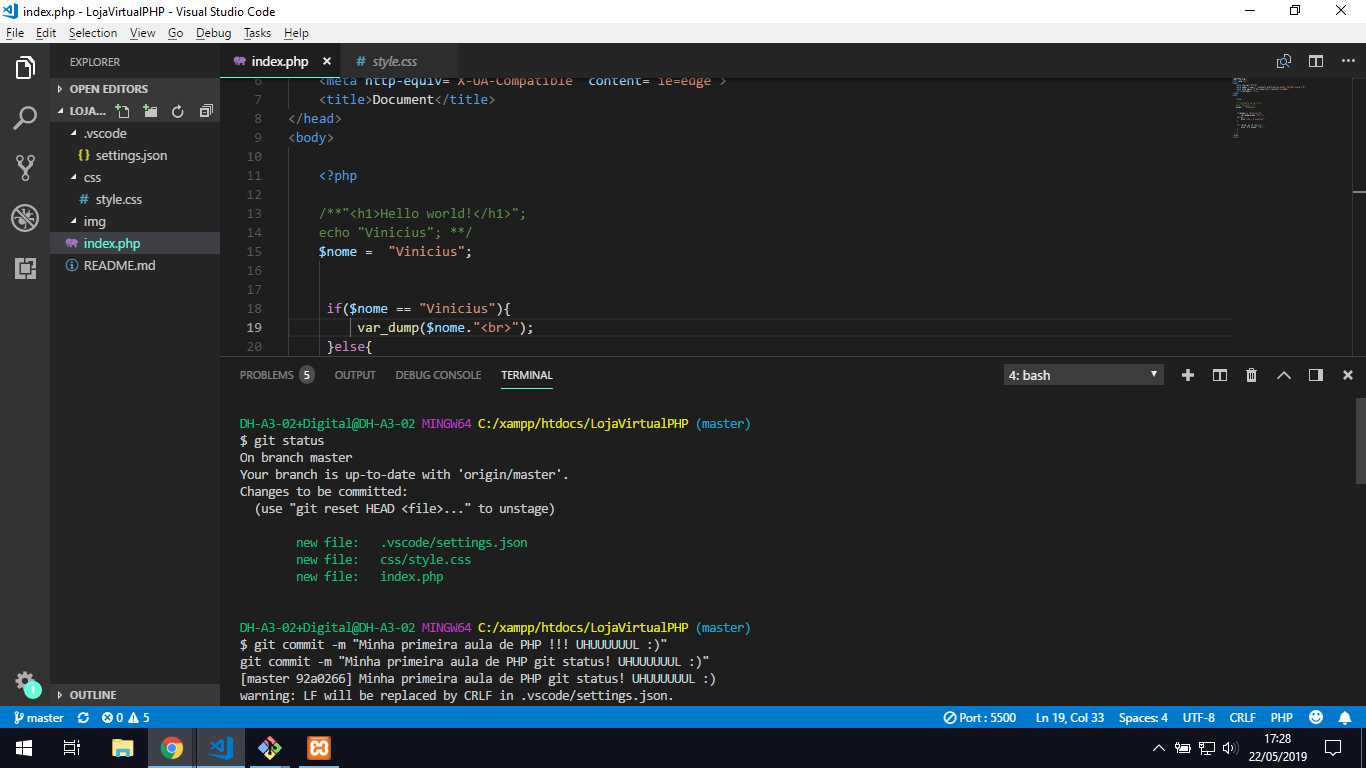 index.php - LojaVirtualPHP - Visual Studio Code
File Edit Selection View Go Debug Tasks Help
EXPLORER
OPEN EDITORS
LOJA...
.vscode
settings.json
css
style.css
img
index.php
README.md
OUTLINE
index.php
style.css
6 <meta http-equiv="X-UA-Compatible" content="ie=edge">
7 <title>Document</title>
8 </head>
9 <body>
10
11 <?php
12
13 /**"<h1>Hello world!</h1>";
14 echo "Vinicius"; **/
15 $nome =  "Vinicius";
16
17
18 if($nome == "Vinicius"){
19 var_dump($nome."<br>");
20 }else{
PROBLEMS 5 OUTPUT DEBUG CONSOLE TERMINAL
4: bash
DH-A3-02+Digital@DH-A3-02 MINGW64 C:/xampp/htdocs/LojaVirtualPHP (master)
$ git status
On branch master
Your branch is up-to-date with 'origin/master'.
Changes to be committed:
(use "git reset HEAD <file>..." to unstage)
new file:   .vscode/settings.json
new file:   css/style.css
new file:   index.php
DH-A3-02+Digital@DH-A3-02 MINGW64 C:/xampp/htdocs/LojaVirtualPHP (master)
$ git commit -m "Minha primeira aula de PHP !!! UHUUUUUUL :)"
git commit -m "Minha primeira aula de PHP git status! UHUUUUUUL :)"
[master 92a0266] Minha primeira aula de PHP git status! UHUUUUUUL :)
warning: LF will be replaced by CRLF in .vscode/settings.json.
1
master 0 5 Port : 5500 Ln 19, Col 33 Spaces: 4 UTF-8 CRLF PHP
17:28
22/05/2019